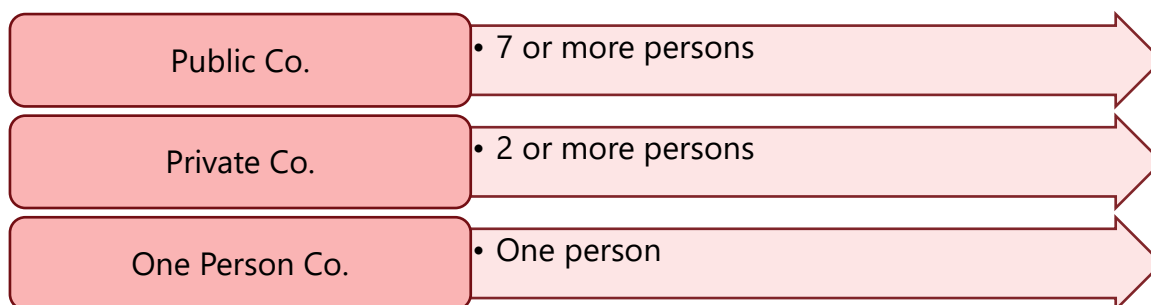 Public Co.
• 7 or more persons
Private Co.
• 2 or more persons
One Person Co.
• One person